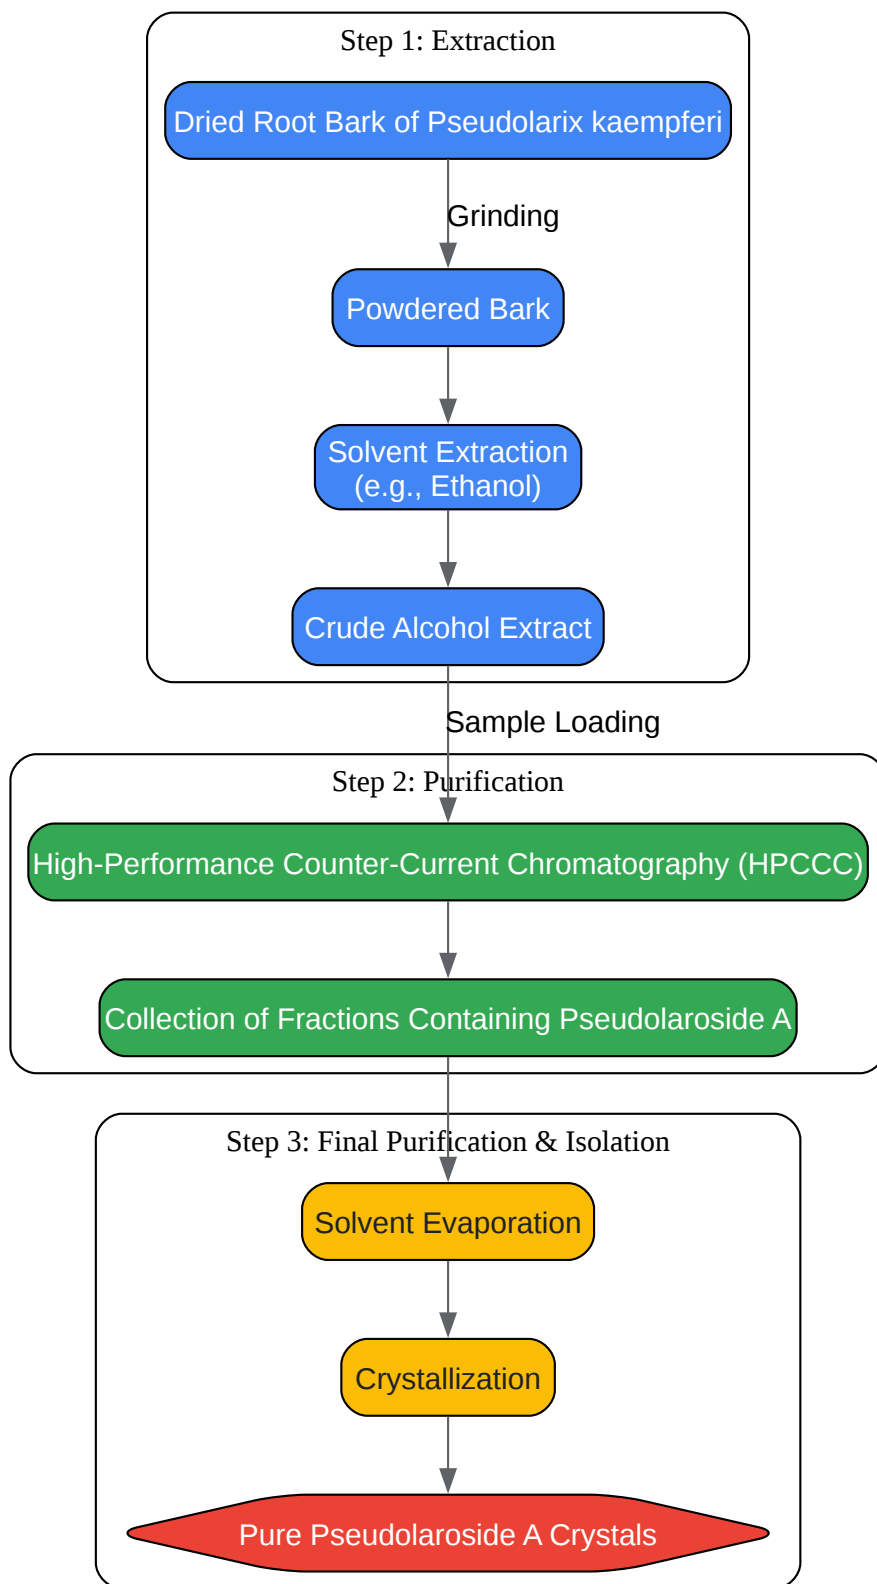 Step 1: Extraction
Dried Root Bark of Pseudolarix kaempferi
Grinding
Powdered Bark
Solvent Extraction
(e.g., Ethanol)
Crude Alcohol Extract
Sample Loading
Step 2: Purification
High-Performance Counter-Current Chromatography (HPCCC)
Collection of Fractions Containing Pseudolaroside A
Step 3: Final Purification & Isolation
Solvent Evaporation
Crystallization
Pure Pseudolaroside A Crystals